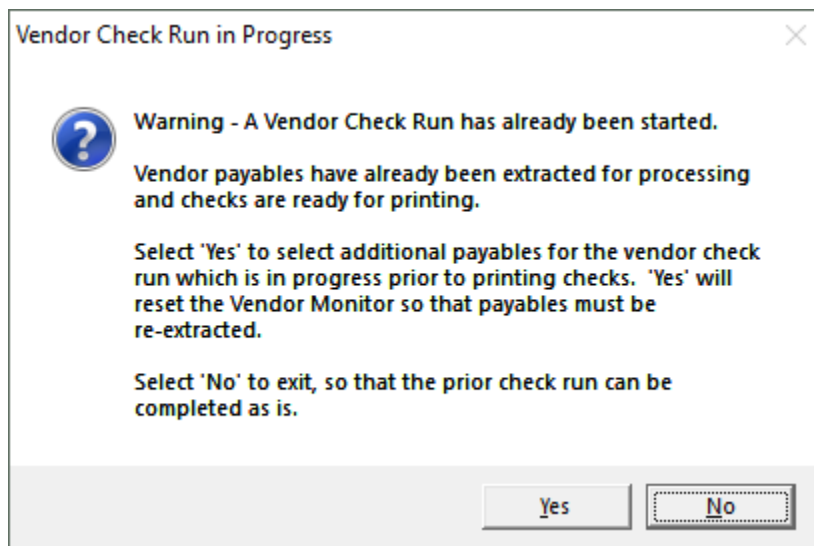 Vendor Check Run in Progress
Warning - A Vendor Check Run has already been started.
Vendor payables have already been extracted for processing
and checks are ready for printing.
Select 'Yes' to select additional payables for the vendor check
run which is in progress prior to printing checks.  'Yes' will
reset the Vendor Monitor so that payables must be
re-extracted.
Select 'No' to exit, so that the prior check run can be
completed as is.
Yes No